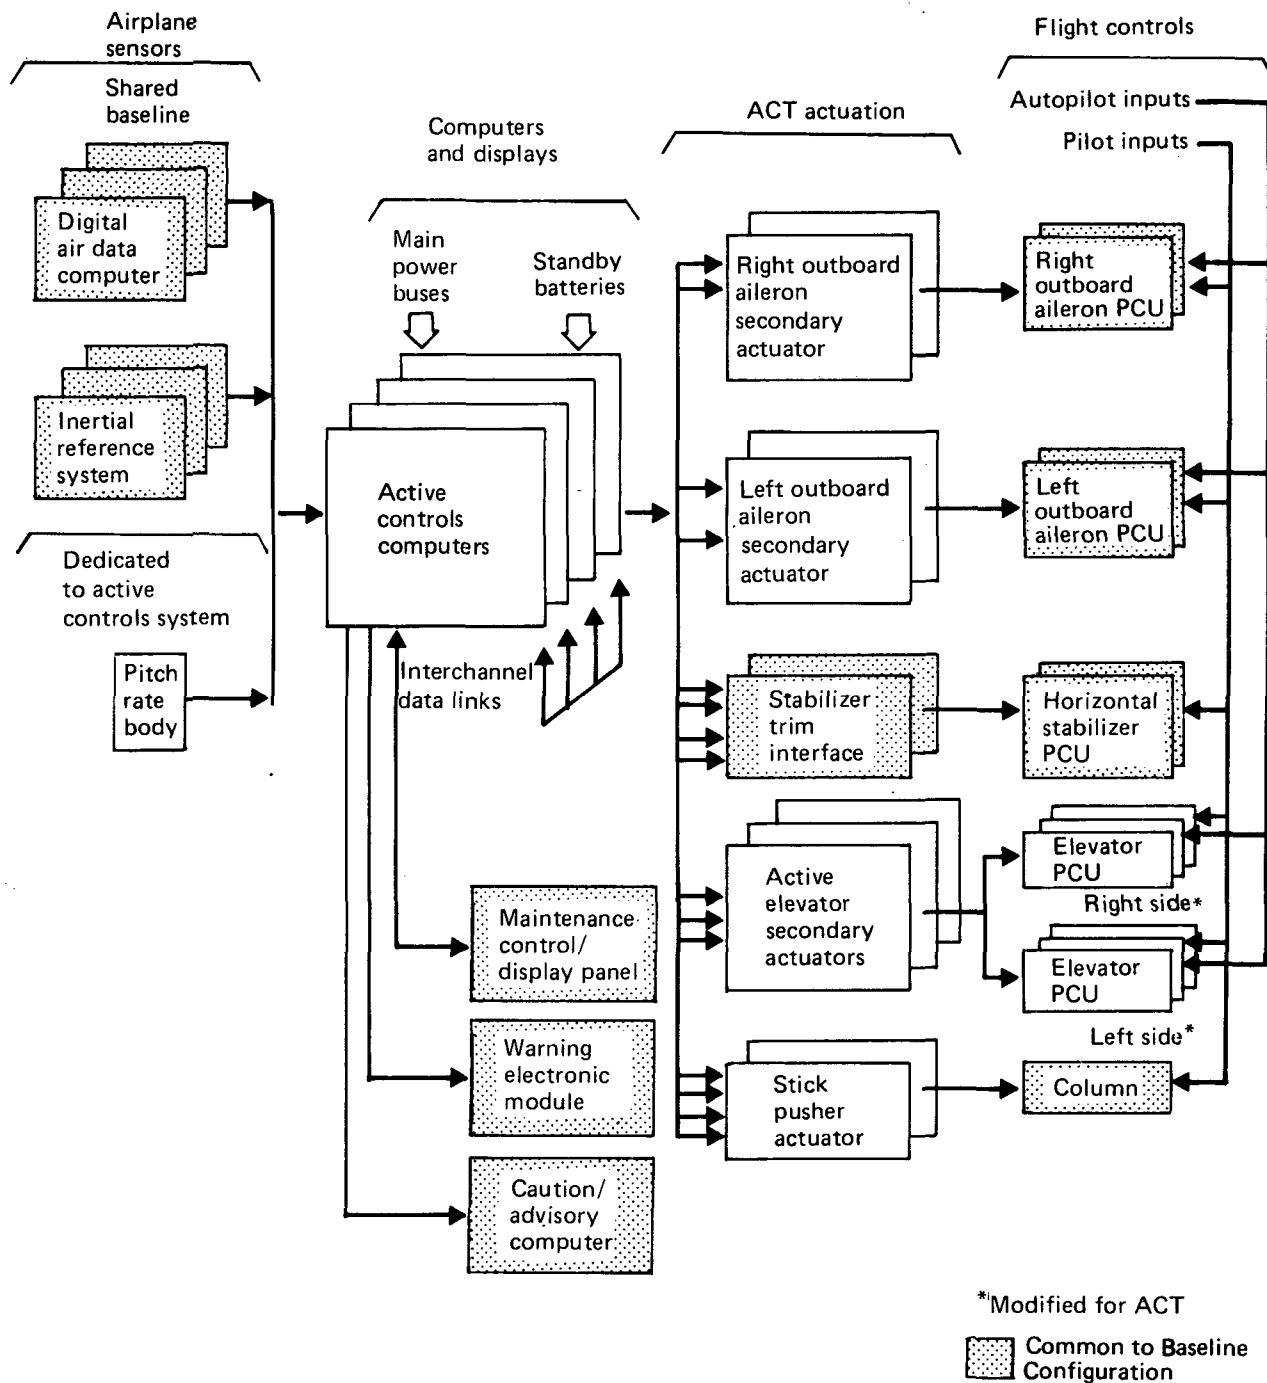 Airplane
sensors
Shared
baseline
Digital
air data
computer
Inertial
reference
system
Dedicated
to active
controls system
Pitch
rate
body
Computers
and displays
Main
power
buses
Standby
batteries
Active
controls
computers
Interchannel
data links
Maintenance
control/
display panel
Warning
electronic
module
Caution/
advisory
computer
ACT actuation
Right outboard
aileron
secondary
actuator
Left outboard
aileron
secondary
actuator
Stabilizer
trim
interface
Active
elevator
secondary
actuators
Stick
pusher
actuator
Flight controls
Autopilot inputs
Pilot inputs
Right
outboard
aileron PCU
Left
outboard
aileron PCU
Horizontal
stabilizer
PCU
Elevator
PCU
Right side*
Elevator
PCU
Left side*
Column
*Modified for ACT
Common to Baseline
Configuration